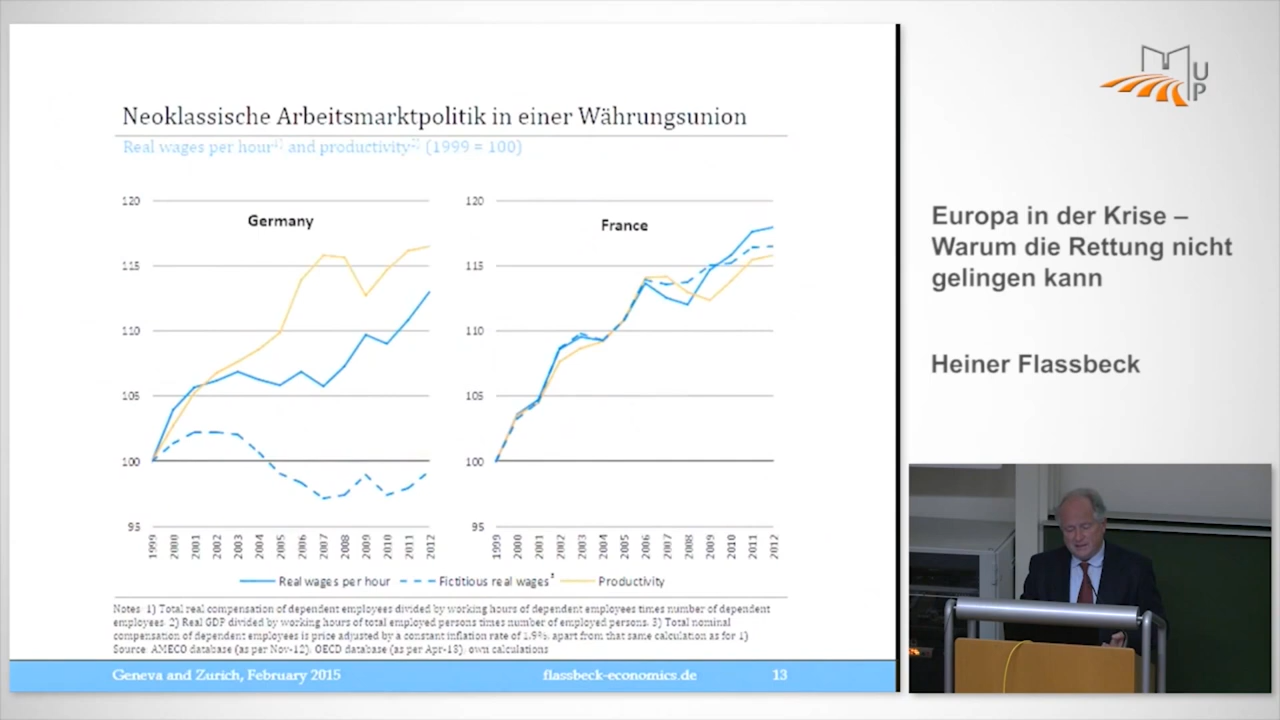 Neoklassische Arbeitsmarktpolitik in einer Währungsunion
Real wages per hour¹⁾ and productivity²⁾ (1999 = 100)
Germany
120
115
110
105
100
95
1999 2000 2001 2002 2003 2004 2005 2006 2007 2008 2009 2010 2011 2012
France
120
115
110
105
100
95
1999 2000 2001 2002 2003 2004 2005 2006 2007 2008 2009 2010 2011 2012
Real wages per hour Fictitious real wages³ Productivity
Notes 1) Total real compensation of dependent employees divided by working hours of dependent employees times number of dependent
employees. 2) Real GDP divided by working hours of total employed persons times number of employed persons. 3) Total nominal
compensation of dependent employees is price adjusted by a constant inflation rate of 1.9%, apart from that same calculation as for 1)
Source: AMECO database (as per Nov-12), OECD database (as per Apr-13), own calculations
Geneva and Zurich, February 2015 flassbeck-economics.de 13
MUP
Europa in der Krise –
Warum die Rettung nicht
gelingen kann
Heiner Flassbeck